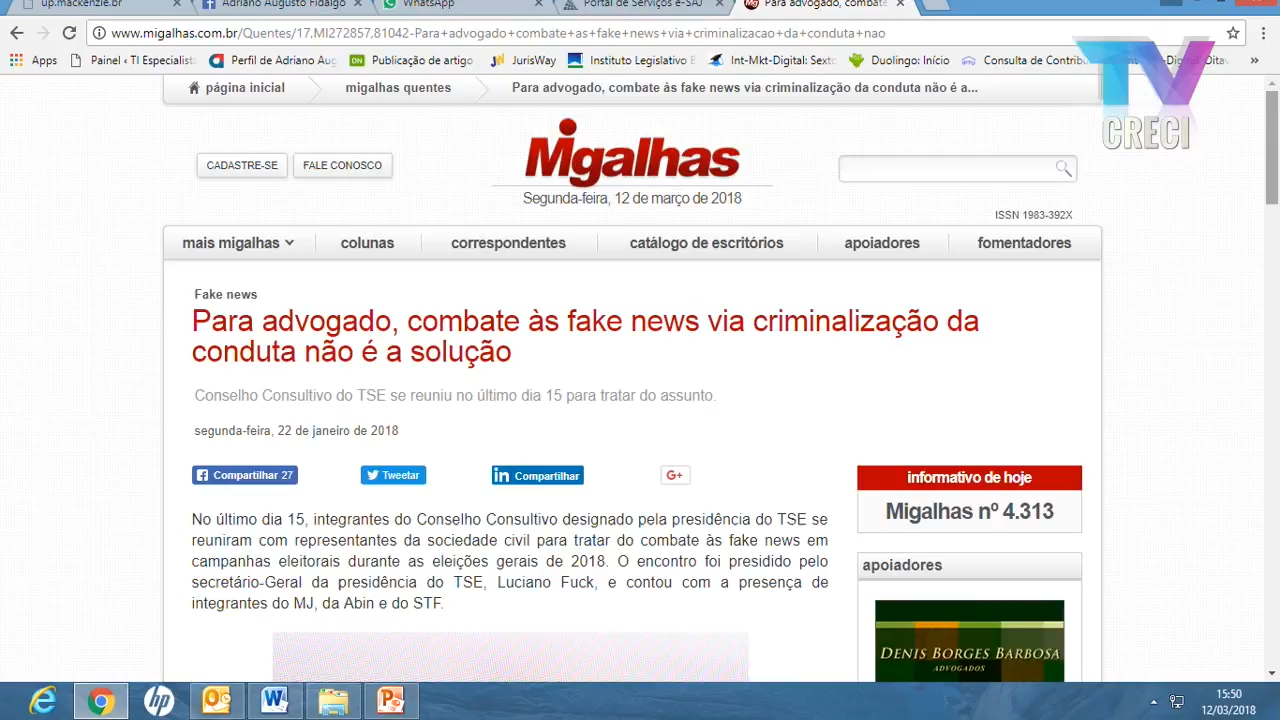 up.mackenzie.br
Adriano Augusto Fidalgo
WhatsApp
Portal de Serviços e-SAJ
Para advogado, combate
www.migalhas.com.br/Quentes/17,MI272857,81042-Para+advogado+combate+as+fake+news+via+criminalizacao+da+conduta+nao
Apps
Painel ‹ TI Especialist
Perfil de Adriano Aug
Publicação de artigo
JurisWay
Instituto Legislativo B
Int-Mkt-Digital: Sexto
Duolingo: Início
Consulta de Contrib
»
TV
CRECI
página inicial
migalhas quentes
Para advogado, combate às fake news via criminalização da conduta não é a...
CADASTRE-SE
FALE CONOSCO
Migalhas
Segunda-feira, 12 de março de 2018
ISSN 1983-392X
mais migalhas
colunas
correspondentes
catálogo de escritórios
apoiadores
fomentadores
Fake news
Para advogado, combate às fake news via criminalização da
conduta não é a solução
Conselho Consultivo do TSE se reuniu no último dia 15 para tratar do assunto.
segunda-feira, 22 de janeiro de 2018
Compartilhar 27
Tweetar
in Compartilhar
G+
No último dia 15, integrantes do Conselho Consultivo designado pela presidência do TSE se
reuniram com representantes da sociedade civil para tratar do combate às fake news em
campanhas eleitorais durante as eleições gerais de 2018. O encontro foi presidido pelo
secretário-Geral da presidência do TSE, Luciano Fuck, e contou com a presença de
integrantes do MJ, da Abin e do STF.
informativo de hoje
Migalhas nº 4.313
apoiadores
DENIS BORGES BARBOSA
ADVOGADOS
15:50
12/03/2018